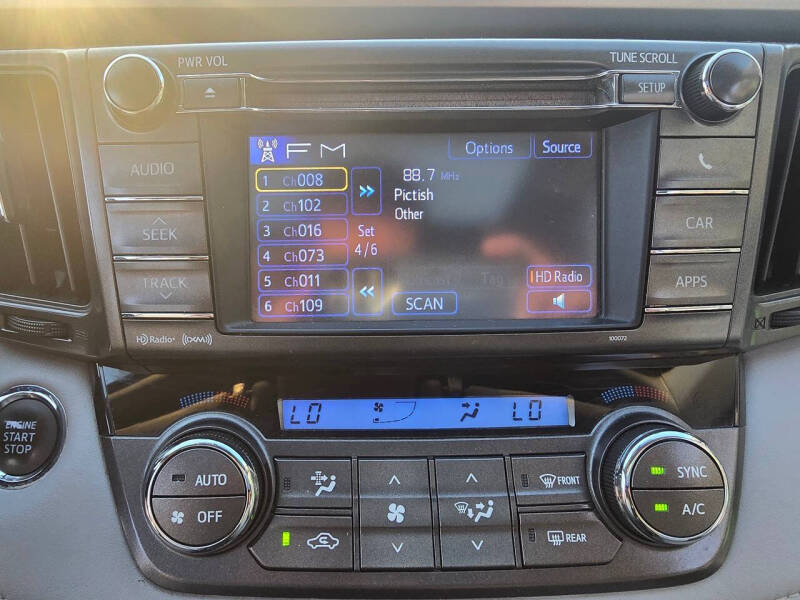 PWR VOL
TUNE SCROLL
SETUP
FM
Options
Source
AUDIO
SEEK
TRACK
1 Ch008
2 Ch102
3 Ch016
4 Ch073
5 Ch011
6 Ch109
Set
4/6
88.7 MHz
Pictish
Other
Tag
HD Radio
SCAN
CAR
APPS
HD Radio (XM)
100072
ENGINE
START
STOP
LO
LO
AUTO
OFF
FRONT
REAR
SYNC
A/C